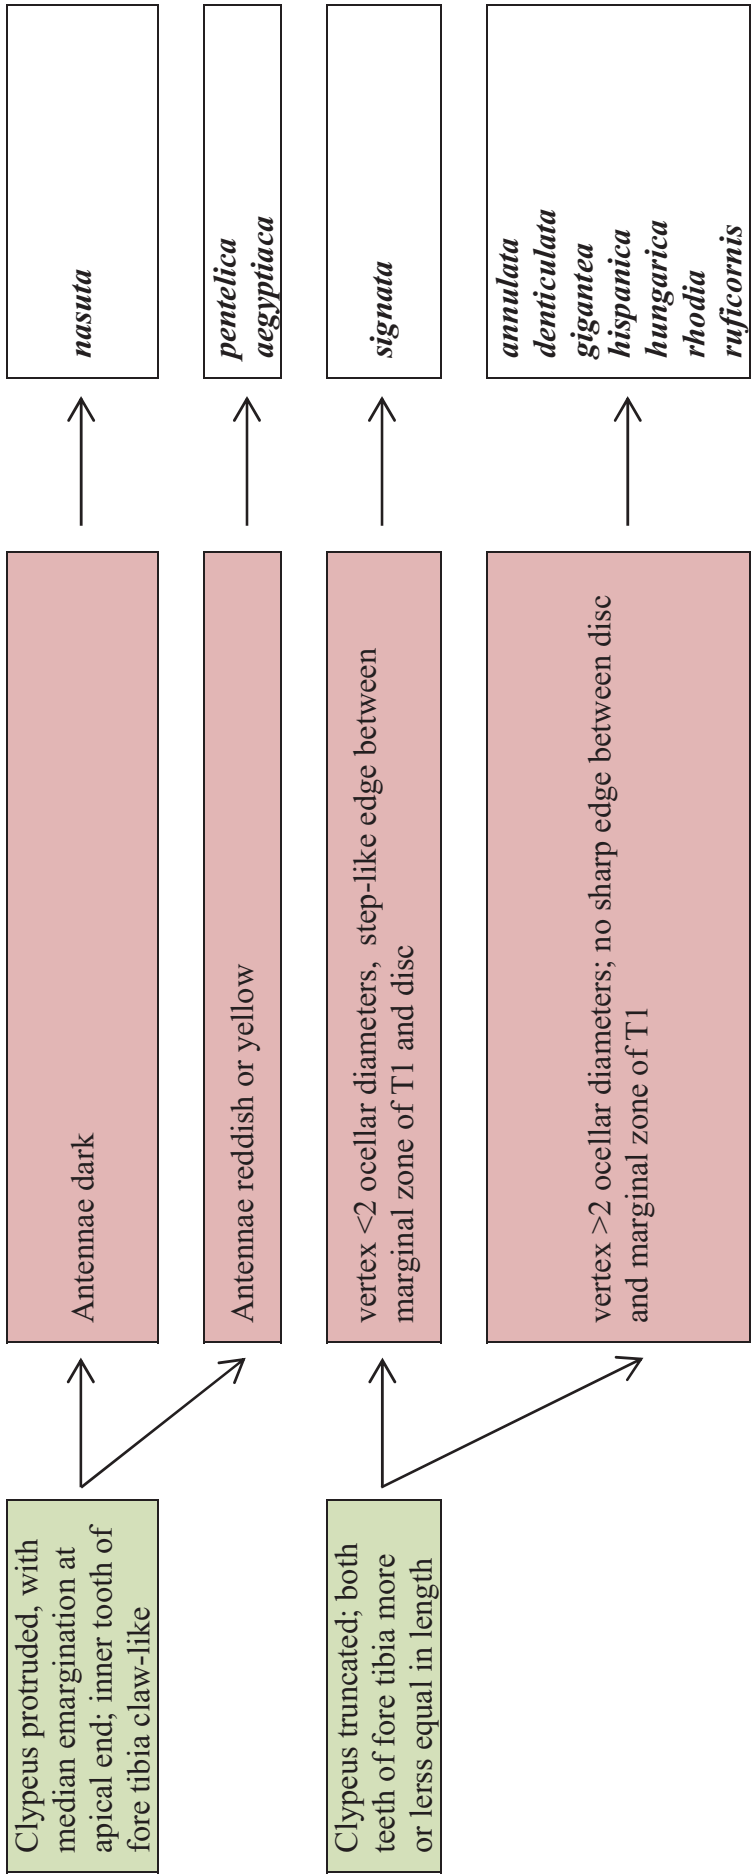 Clypeus protruded, with
median emargination at
apical end; inner tooth of
fore tibia claw-like
Antennae dark
nasuta
Antennae reddish or yellow
pentelica
aegyptiaca
Clypeus truncated; both
teeth of fore tibia more
or lerss equal in length
vertex <2 ocellar diameters, step-like edge between
marginal zone of T1 and disc
signata
vertex >2 ocellar diameters; no sharp edge between disc
and marginal zone of T1
annulata
denticulata
gigantea
hispanica
hungarica
rhodia
ruficornis